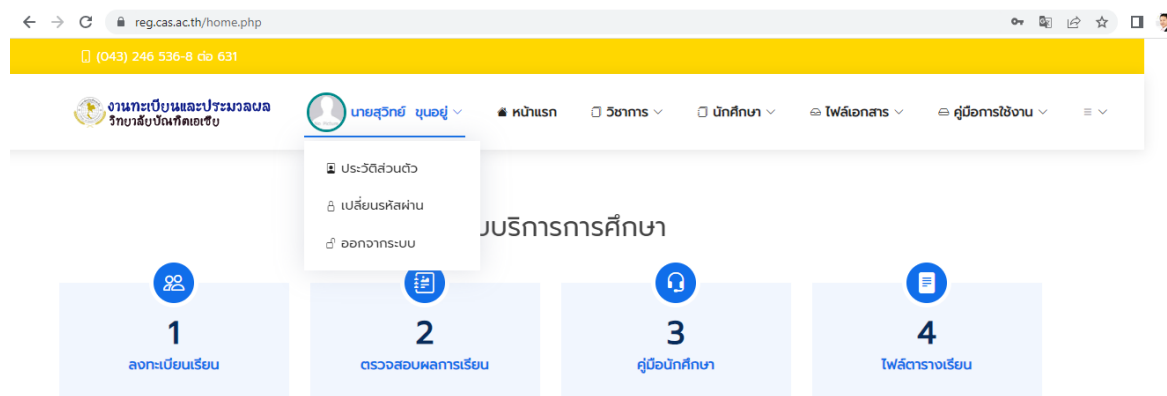 reg.cas.ac.th/home.php
(043) 246 536-8 ต่อ 631
งานทะเบียนและประมวลผล
วิทยาลัยบัณฑิตเอเซีย
นายสุวิทย์ ขุนอยู่
หน้าแรก
วิชาการ
นักศึกษา
ไฟล์เอกสาร
คู่มือการใช้งาน
ประวัติส่วนตัว
เปลี่ยนรหัสผ่าน
ออกจากระบบ
บริการการศึกษา
1
2
3
4
ลงทะเบียนเรียน
ตรวจสอบผลการเรียน
คู่มือนักศึกษา
ไฟล์ตารางเรียน